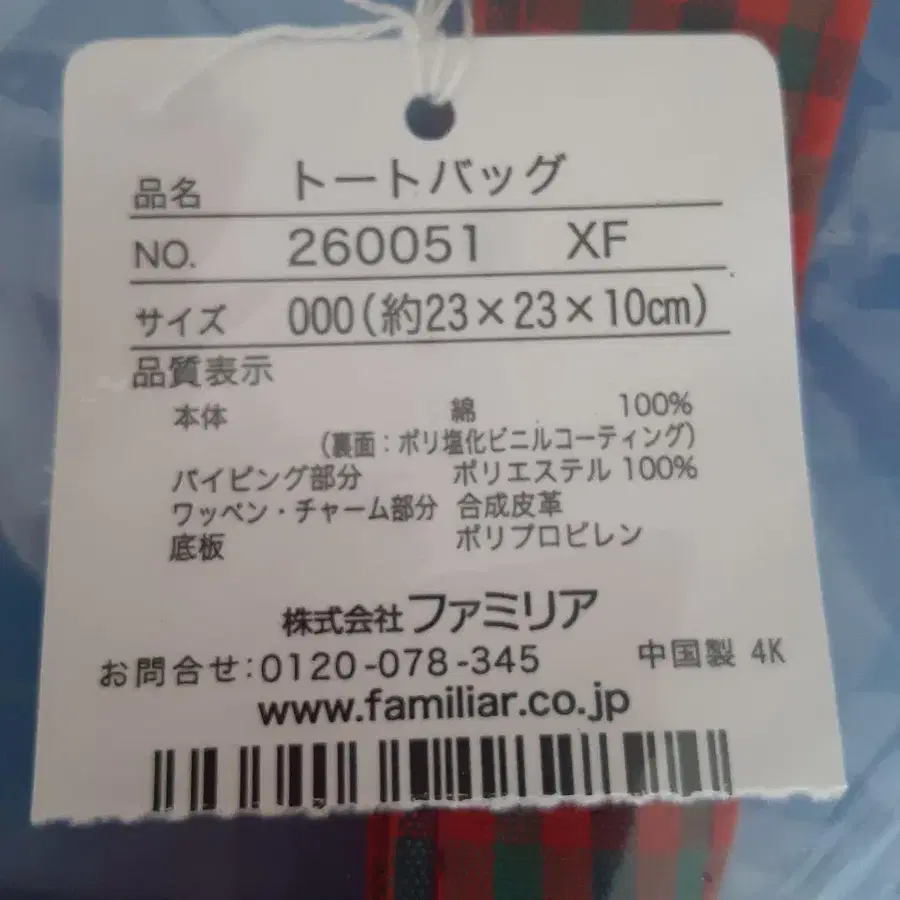 品名 トートバッグ
NO. 260051 XF
サイズ 000(約23×23×10cm)
品質表示
本体 綿 100%
(裏面:ポリ塩化ビニルコーティング)
パイピング部分 ポリエステル 100%
ワッペン・チャーム部分 合成皮革
底板 ポリプロピレン
株式会社ファミリア
お問合せ:0120-078-345 中国製 4K
www.familiar.co.jp